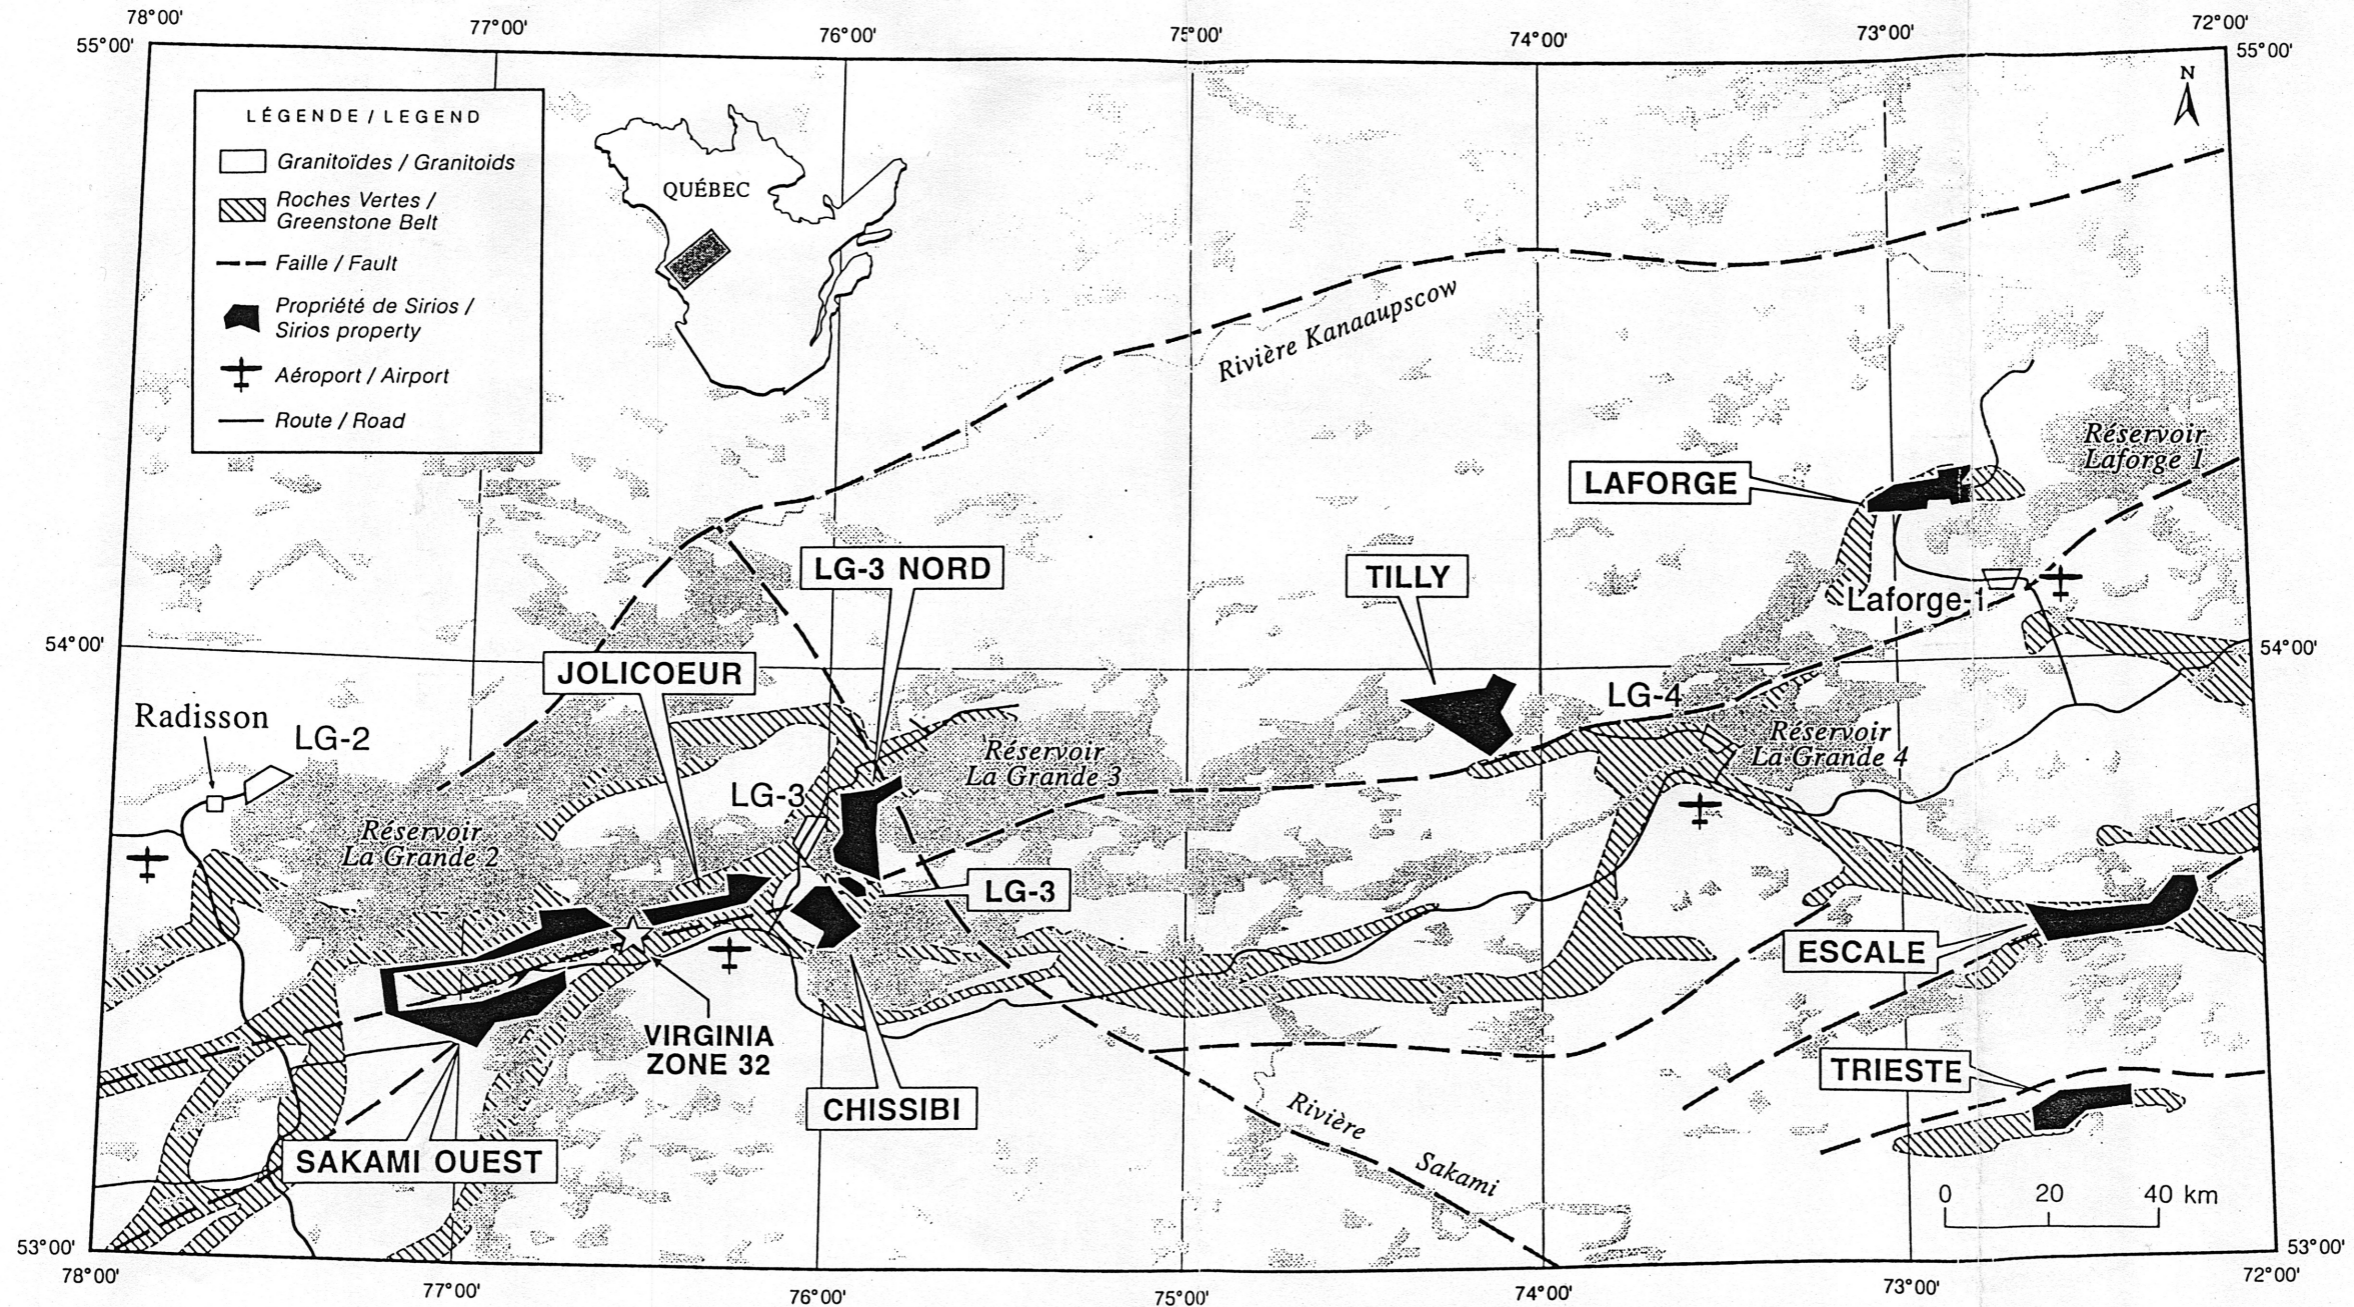 78°00'
77°00'
76°00'
75°00'
74°00'
73°00'
72°00'
55°00'
55°00'
N
LÉGENDE / LEGEND
Granitoïdes / Granitoids
Roches Vertes /
Greenstone Belt
Faille / Fault
Propriété de Sirios /
Sirios property
Aéroport / Airport
Route / Road
QUÉBEC
Rivière Kanaaupscow
Réservoir
Laforge 1
LAFORGE
LG-3 NORD
TILLY
Laforge-1
54°00'
54°00'
JOLICOEUR
LG-4
Radisson
LG-2
Réservoir
La Grande 3
Réservoir
La Grande 4
LG-3
Réservoir
La Grande 2
LG-3
ESCALE
VIRGINIA
ZONE 32
TRIESTE
CHISSIBI
Rivière
Sakami
SAKAMI OUEST
0 20 40 km
53°00'
53°00'
78°00'
77°00'
76°00'
75°00'
74°00'
73°00'
72°00'